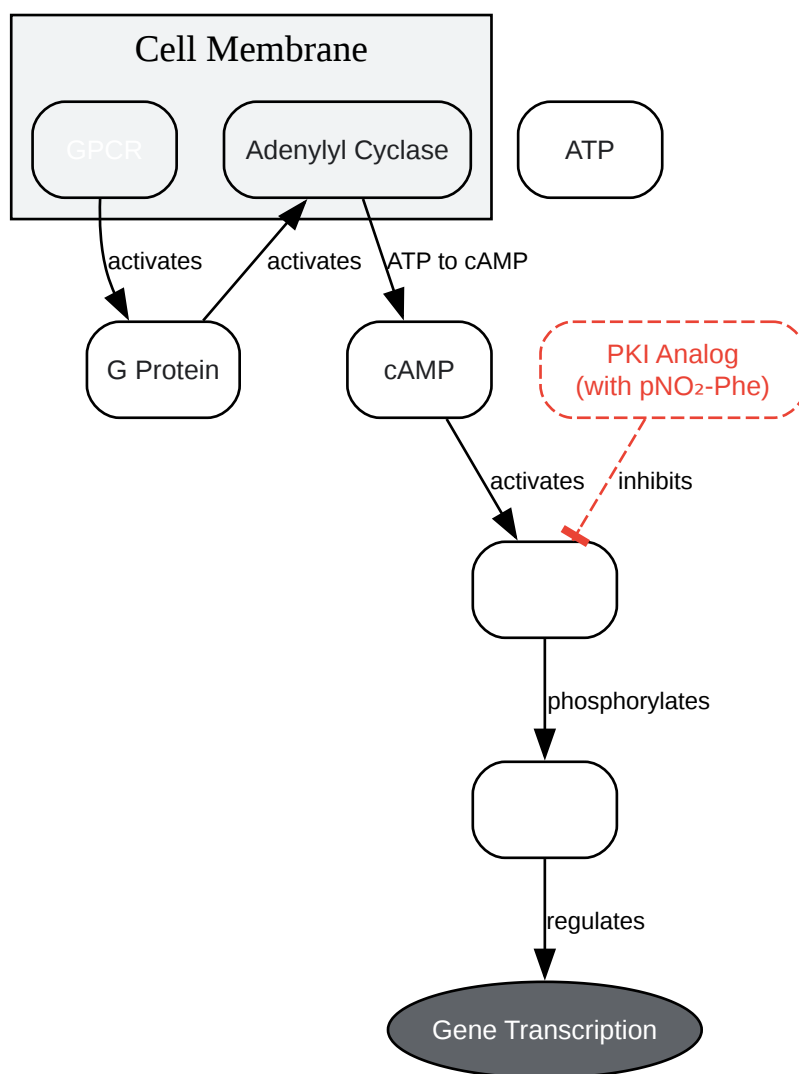 Cell Membrane
GPCR
Adenylyl Cyclase
ATP
activates
activates
ATP to cAMP
G Protein
cAMP
PKI Analog
(with pNO₂-Phe)
activates
inhibits
phosphorylates
regulates
Gene Transcription